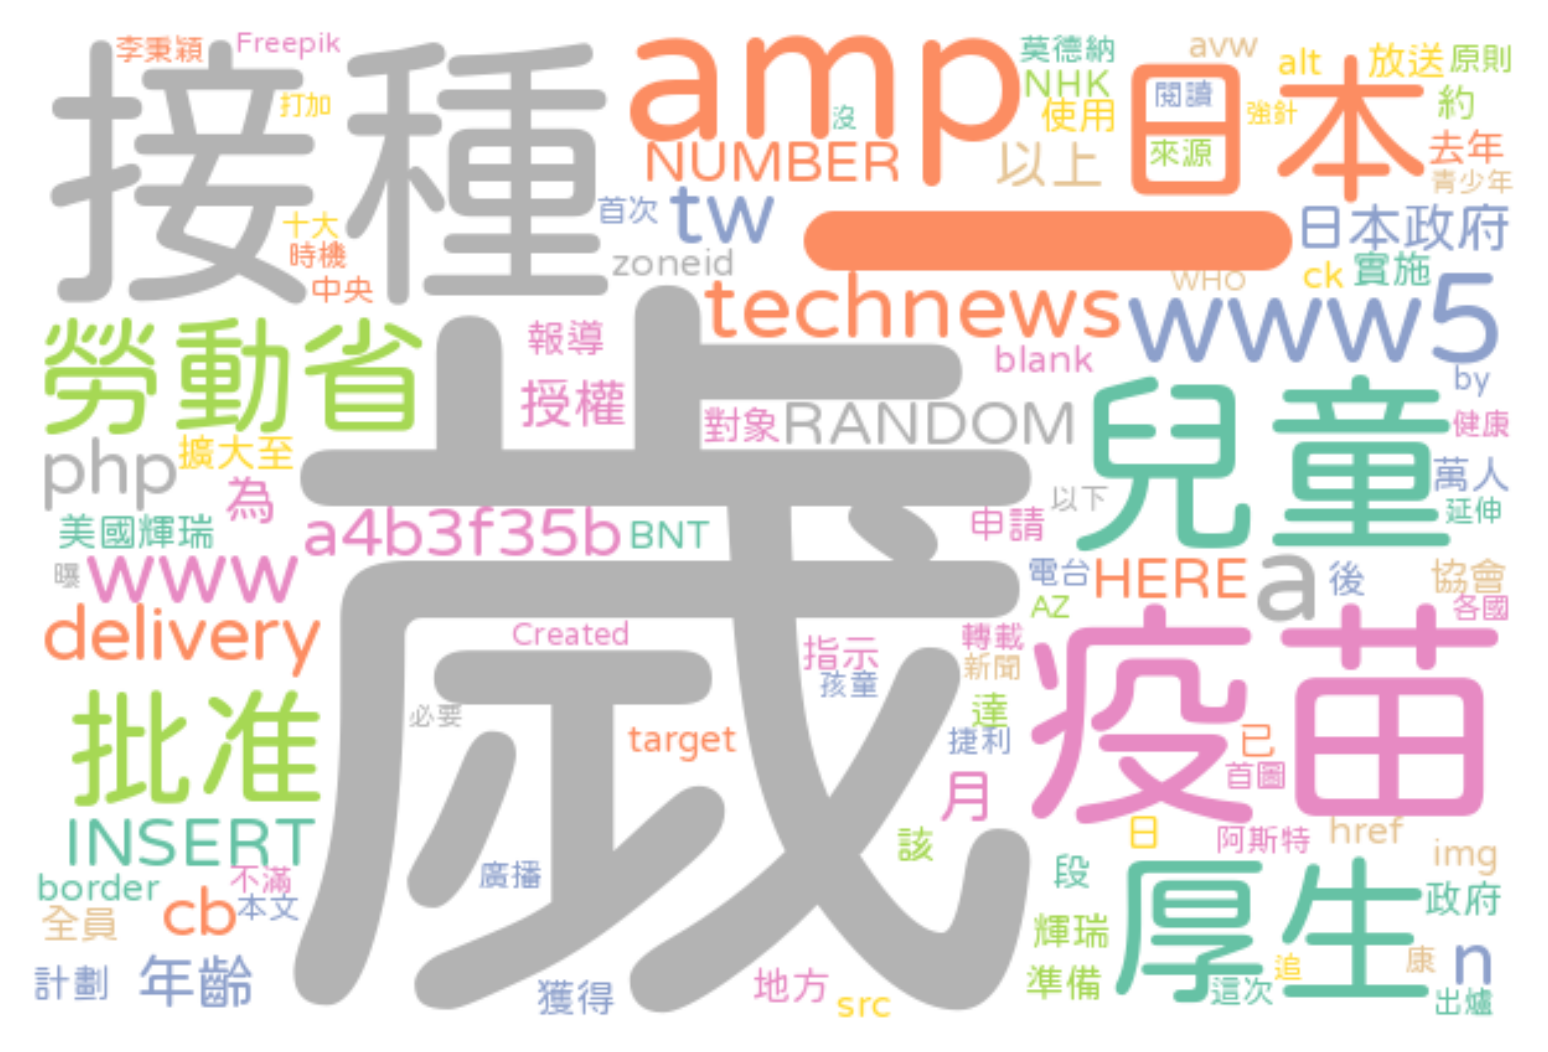 李秉穎
Freepik
接種
打加
十大
時機
中央
amp
沒
NUMBER
莫德納
NHK
使用
以上
avw
日本
閱讀
來源
alt
強針
放送
原則
約
去年
青少年
首次
tw
zoneid
一
日本政府
WHO
ck
實施
technews
www
5
blank
by
勞動省
報導
授權
歲
對象
RANDOM
兒童
健康
萬人
延伸
php
擴大至
為
美國輝瑞
a4b3f35b
BNT
以下
申請
曝
www
電台
HERE
a
後
協會
各國
AZ
delivery
Created
指示
孩童
轉載
新聞
疫苗
已
首圖
必要
target
達
捷利
批准
月
INSERT
該
日
阿斯特
href
img
border
不滿
cb
本文
全員
廣播
段
厚生
政府
輝瑞
計劃
年齡
獲得
地方
src
準備
這次
追
康
n
出爐